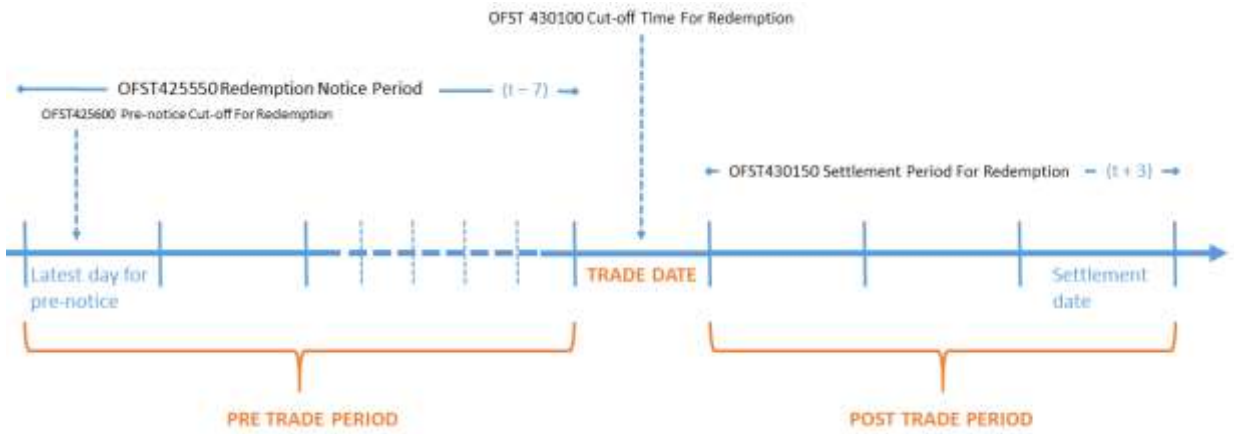 OFST 430100 Cut-off Time For Redemption
OFST425550 Redemption Notice Period (t – 7)
OFST425600 Pre-notice Cut-off For Redemption
OFST430150 Settlement Period For Redemption (t + 3)
Latest day for
pre-notice
TRADE DATE
Settlement
date
PRE TRADE PERIOD
POST TRADE PERIOD